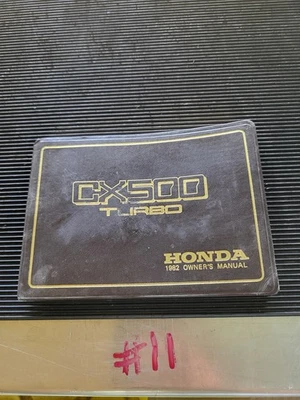 CX500
TURBO
HONDA
1982 OWNER'S MANUAL
#11